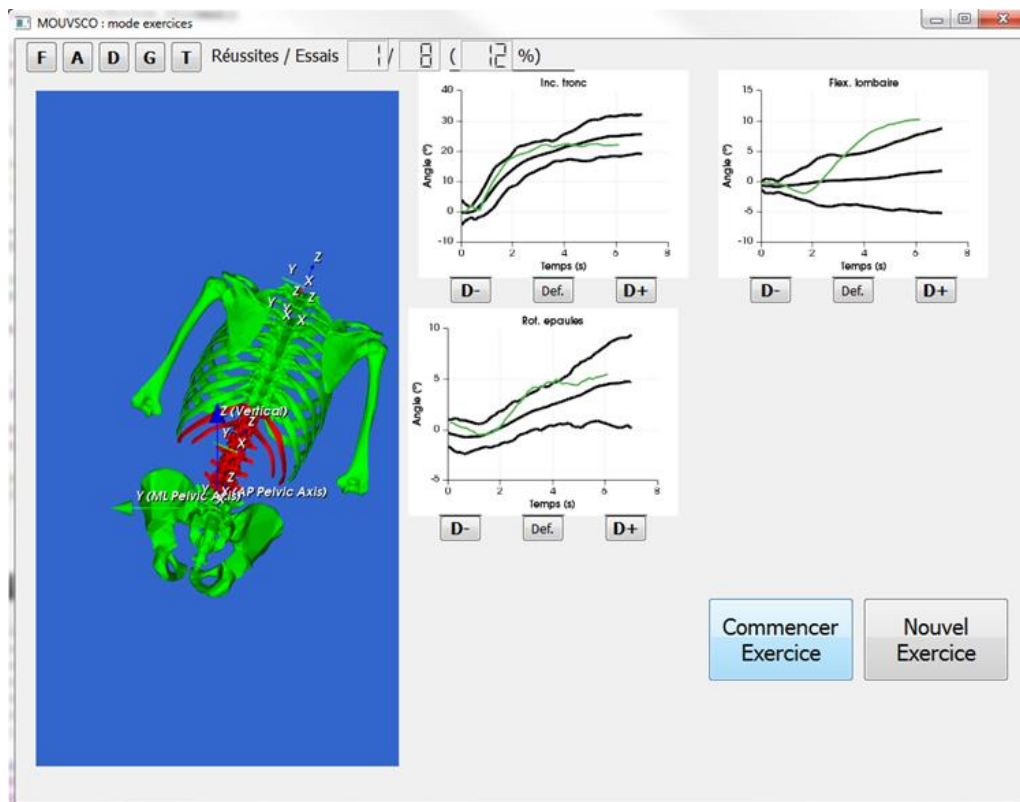 MOUVSCO : mode exercices
F A D G T Réussites / Essais 1/ 8 ( 12 %)
Inc. tronc
Angle (°)
40
30
20
10
0
-10
0 2 4 6 8
Temps (s)
D- Def. D+
Flex. lombaire
Angle (°)
15
10
5
0
-5
-10
0 2 4 6 8
Temps (s)
D- Def. D+
Rot. epaules
Angle (°)
10
5
0
-5
0 2 4 6 8
Temps (s)
D- Def. D+
Z
Y
X
Z
Z
Y
X
X
X
Z (Vertical)
Z
Y
X
Z
Y
X (AP Pelvic Axis)
Y (ML Pelvic Axis)
Commencer
Exercice
Nouvel
Exercice